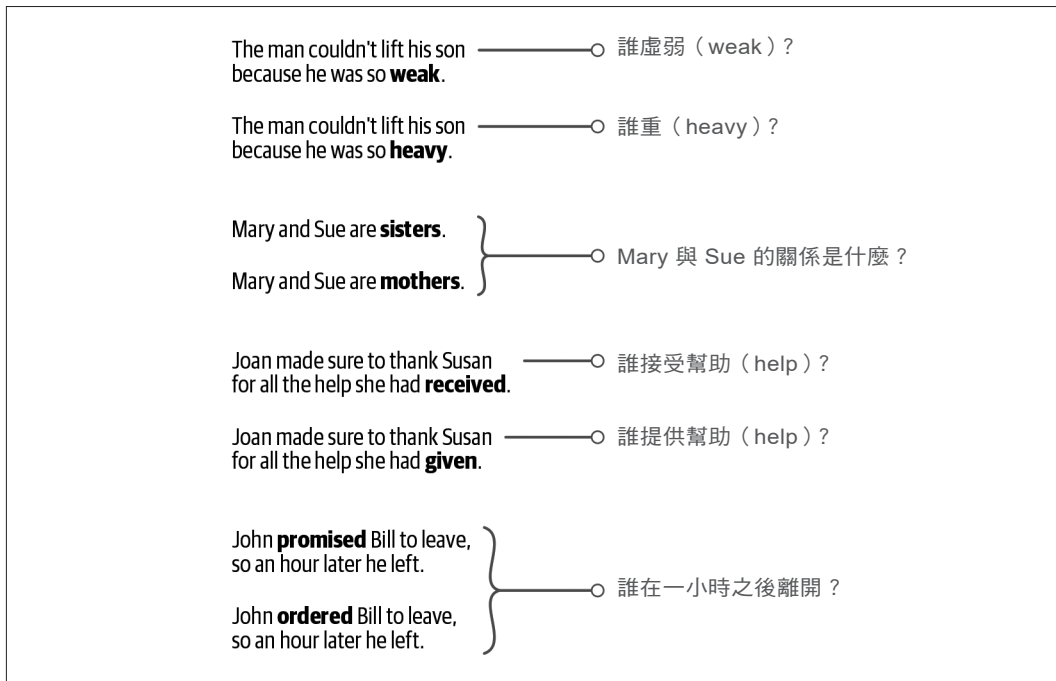 The man couldn't lift his son
because he was so weak.
誰虛弱（weak）?
The man couldn't lift his son
because he was so heavy.
誰重（heavy）?
Mary and Sue are sisters.
Mary and Sue are mothers.
Mary 與 Sue 的關係是什麼？
Joan made sure to thank Susan
for all the help she had received.
誰接受幫助（help）?
Joan made sure to thank Susan
for all the help she had given.
誰提供幫助（help）?
John promised Bill to leave,
so an hour later he left.
John ordered Bill to leave,
so an hour later he left.
誰在一小時之後離開？